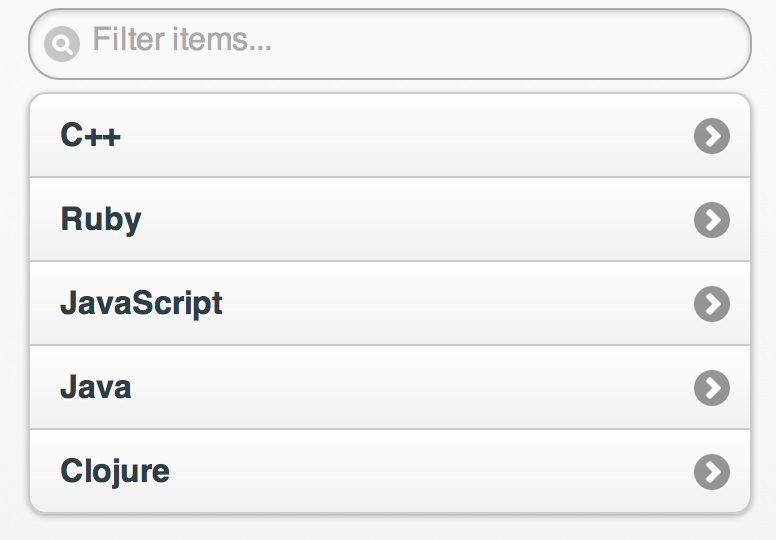 Filter items...
C++
Ruby
JavaScript
Java
Clojure